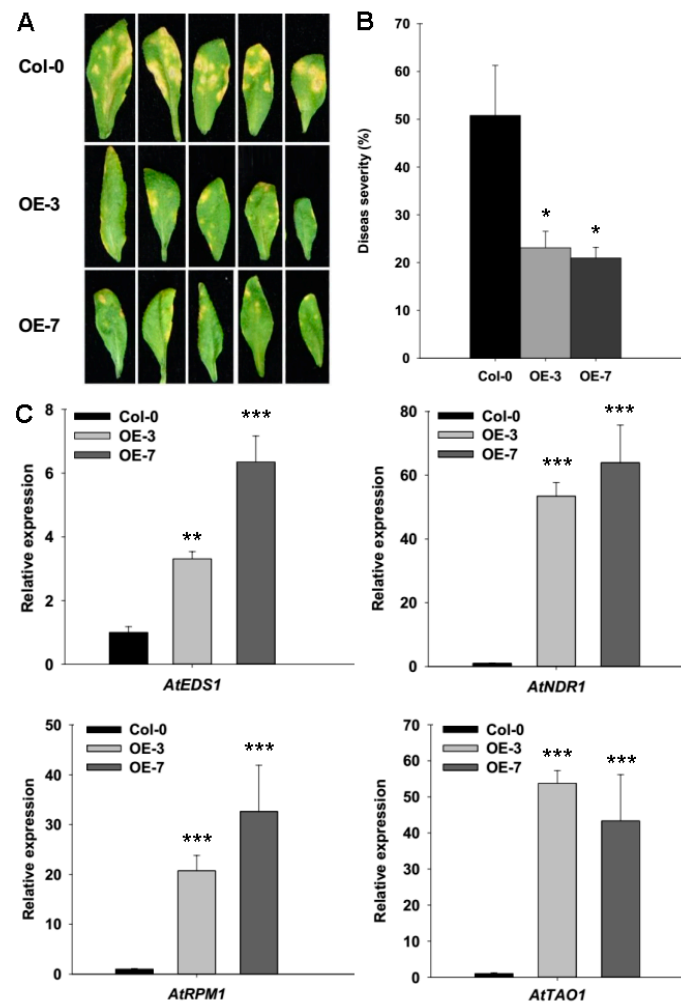 A
Col-0
OE-3
OE-7
B
Diseas severity (%)
70
60
50
40
30
20
10
0
*
*
Col-0 OE-3 OE-7
C
Relative expression
8
6
4
2
0
Col-0
OE-3
OE-7
**
***
AtEDS1
Relative expression
80
60
40
20
0
Col-0
OE-3
OE-7
***
***
AtNDR1
Relative expression
50
40
30
20
10
0
Col-0
OE-3
OE-7
***
***
AtRPM1
Relative expression
70
60
50
40
30
20
10
0
Col-0
OE-3
OE-7
***
***
AtTAO1